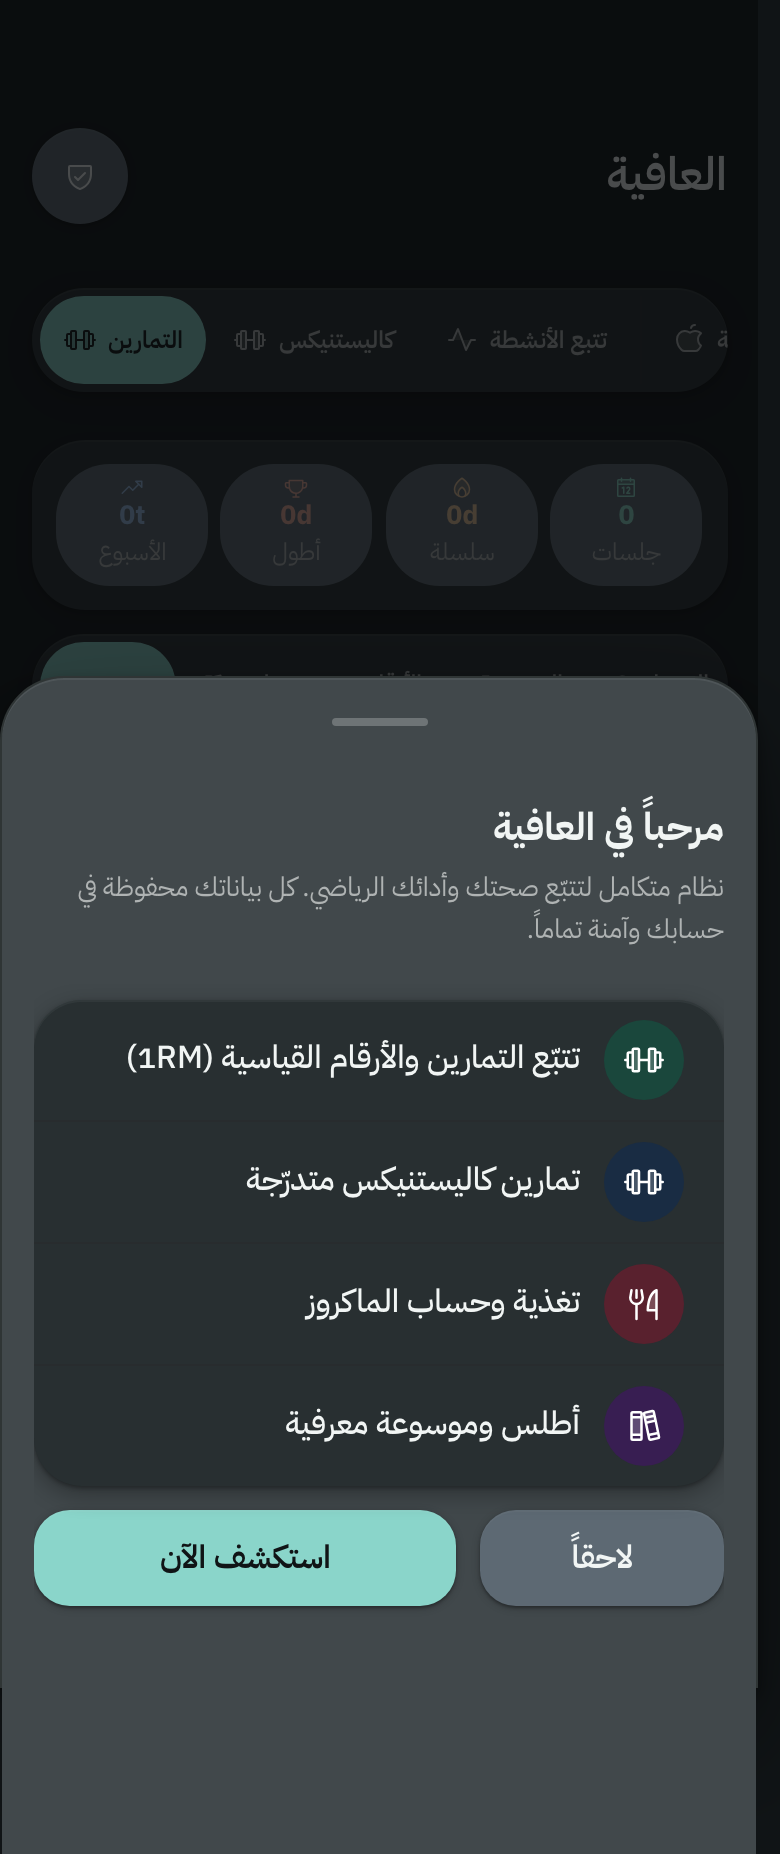 العافية
التمارين
كاليستنيكس
تتبع الأنشطة
12
0
جلسات
0d
سلسلة
0d
أطول
0t
الأسبوع
مرحباً في العافية
نظام متكامل لتتبّع صحتك وأدائك الرياضي. كل بياناتك محفوظة في
حسابك وآمنة تماماً.
تتبّع التمارين والأرقام القياسية (1RM)
تمارين كاليستنيكس متدرّجة
تغذية وحساب الماكروز
أطلس وموسوعة معرفية
لاحقاً
استكشف الآن